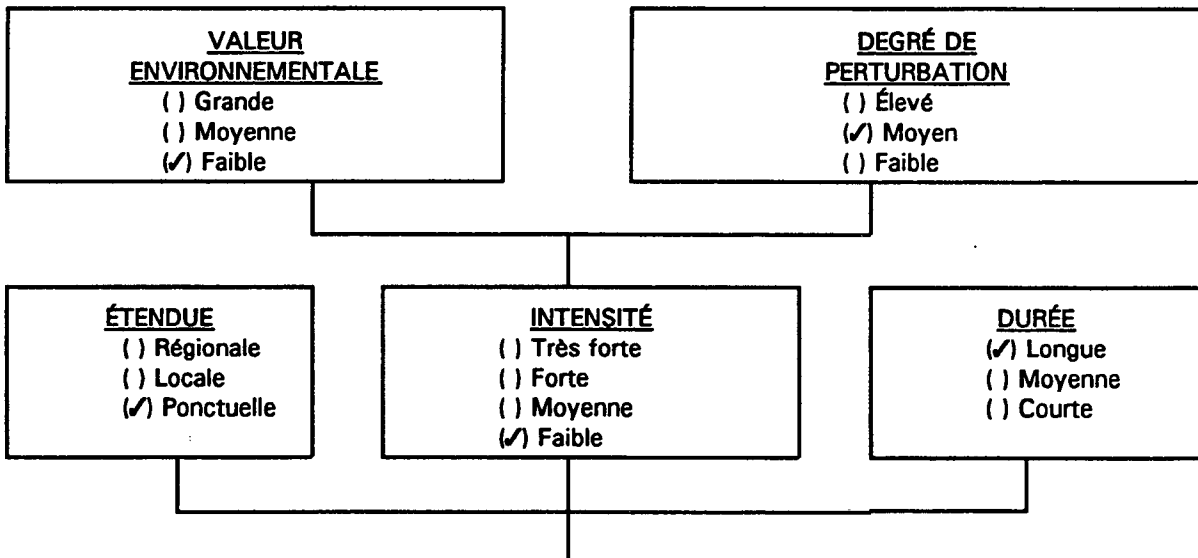 VALEUR
ENVIRONNEMENTALE
( ) Grande
( ) Moyenne
(✓) Faible
DEGRÉ DE
PERTURBATION
( ) Élevé
(✓) Moyen
( ) Faible
ÉTENDUE
( ) Régionale
( ) Locale
(✓) Ponctuelle
INTENSITÉ
( ) Très forte
( ) Forte
( ) Moyenne
(✓) Faible
DURÉE
(✓) Longue
( ) Moyenne
( ) Courte